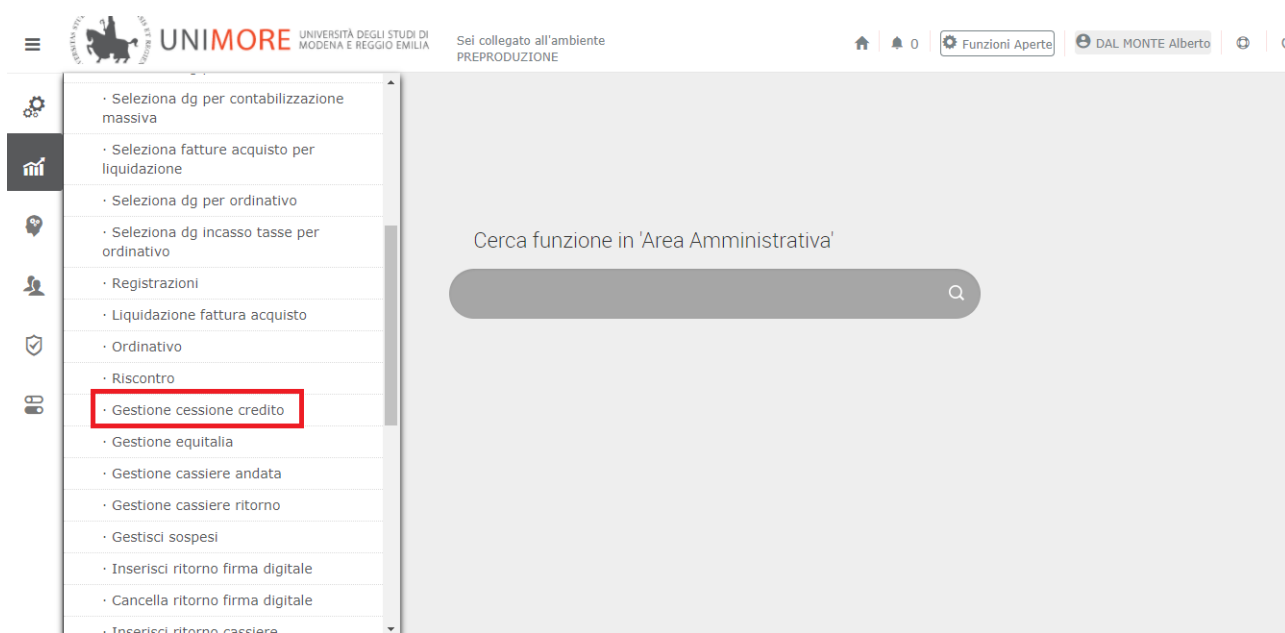 UNIMORE UNIVERSITÀ DEGLI STUDI DI
MODENA E REGGIO EMILIA
Sei collegato all'ambiente
PREPRODUZIONE
0
Funzioni Aperte
DAL MONTE Alberto
· Seleziona dg per contabilizzazione
massiva
· Seleziona fatture acquisto per
liquidazione
· Seleziona dg per ordinativo
· Seleziona dg incasso tasse per
ordinativo
· Registrazioni
· Liquidazione fattura acquisto
· Ordinativo
· Riscontro
· Gestione cessione credito
· Gestione equitalia
· Gestione cassiere andata
· Gestione cassiere ritorno
· Gestisci sospesi
· Inserisci ritorno firma digitale
· Cancella ritorno firma digitale
· Inserisci ritorno cassiere
Cerca funzione in 'Area Amministrativa'